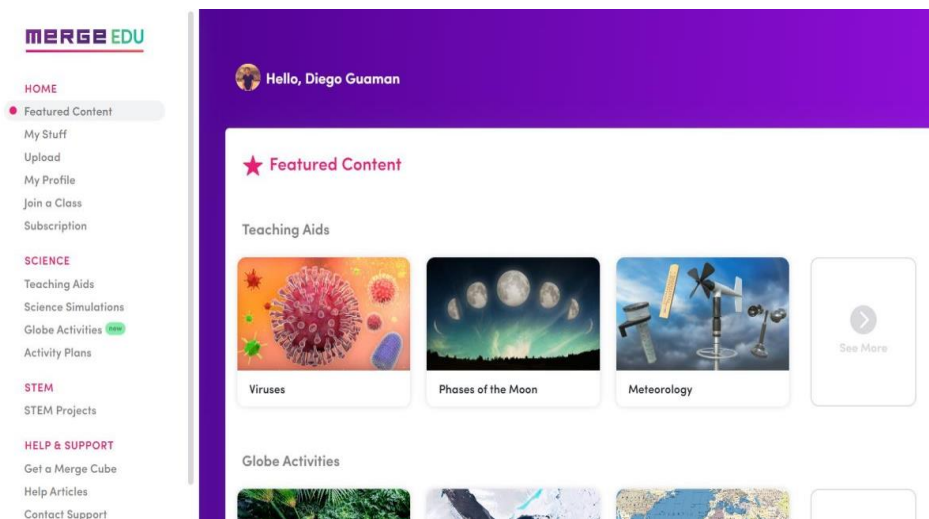 MERGE EDU
HOME
Featured Content
My Stuff
Upload
My Profile
Join a Class
Subscription
SCIENCE
Teaching Aids
Science Simulations
Globe Activities new
Activity Plans
STEM
STEM Projects
HELP & SUPPORT
Get a Merge Cube
Help Articles
Contact Support
Hello, Diego Guaman
Featured Content
Teaching Aids
Viruses
Phases of the Moon
Meteorology
See More
Globe Activities